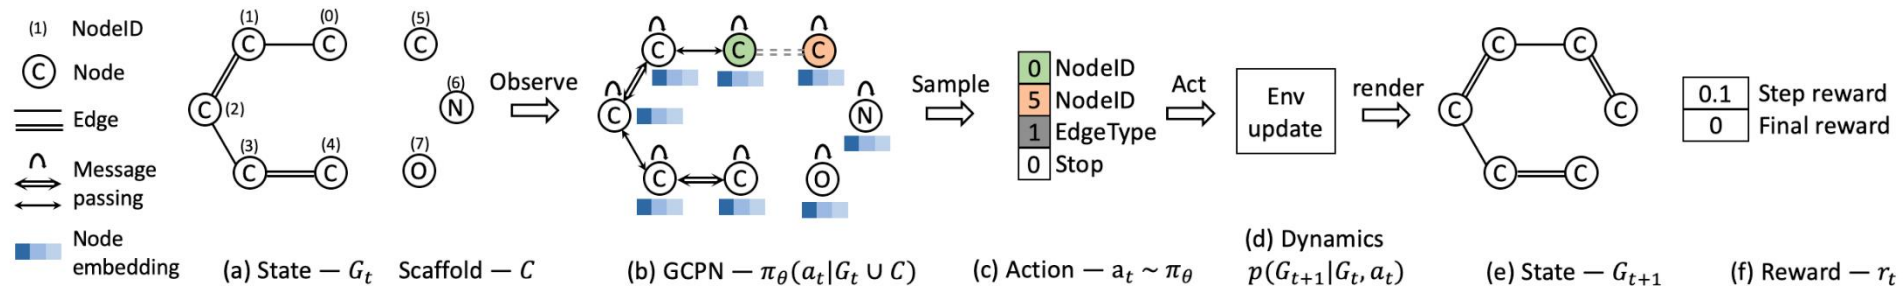 (1) NodeID
C Node
Edge
Message
passing
Node
embedding
(1) (0) (5)
C C C
(6)
C (2) N
(3) (4) (7)
C C O
(a) State — G_t Scaffold — C
Observe
C C C
C N
C C O
(b) GCPN — π_θ(a_t|G_t ∪ C)
Sample
0 NodeID
5 NodeID
1 EdgeType
0 Stop
(c) Action — a_t ~ π_θ
Act
Env
update
(d) Dynamics
p(G_{t+1}|G_t, a_t)
render
C C
C C
C C
(e) State — G_{t+1}
0.1 Step reward
0 Final reward
(f) Reward — r_t